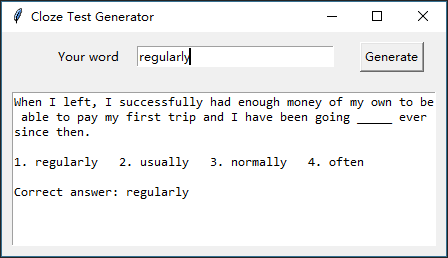 Cloze Test Generator
Your word regularly Generate
When I left, I successfully had enough money of my own to be
able to pay my first trip and I have been going _____ ever
since then.
1. regularly 2. usually 3. normally 4. often
Correct answer: regularly